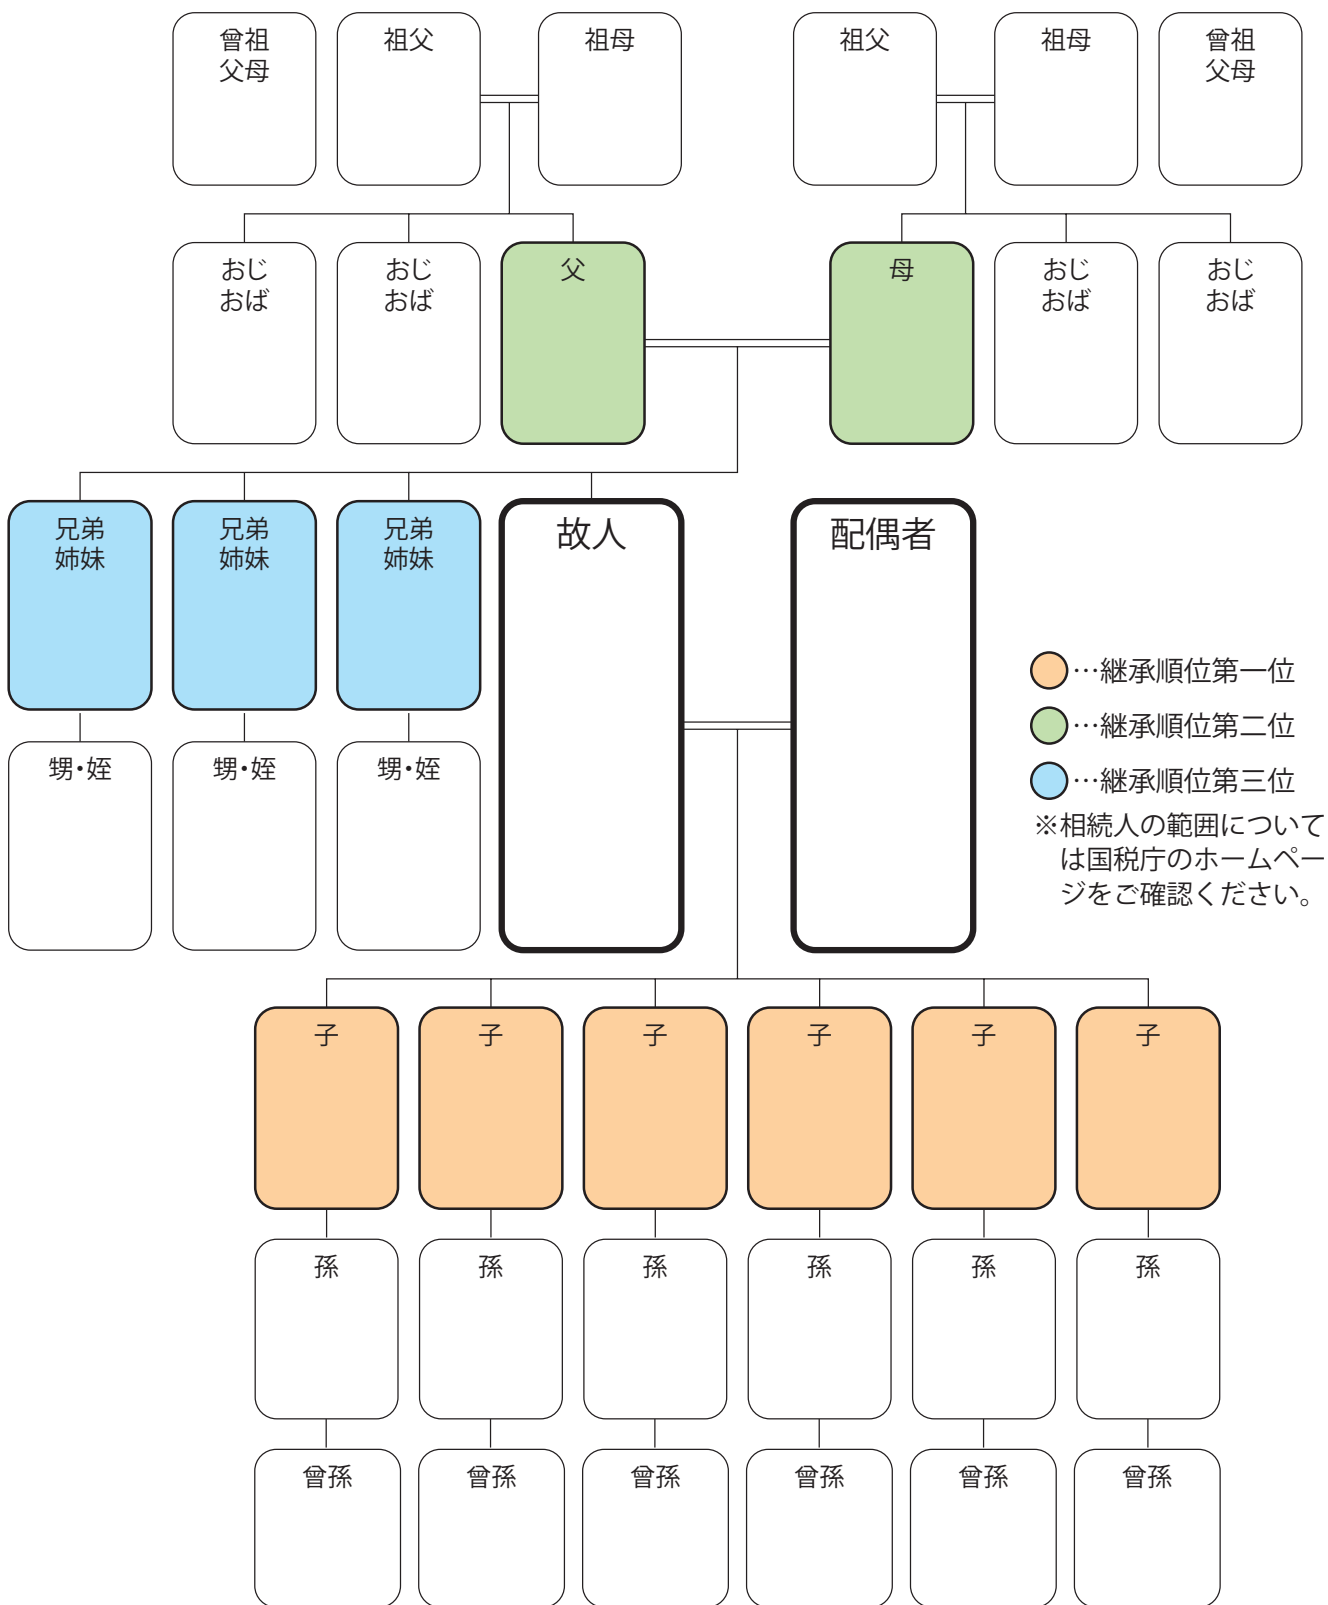 曾祖
父母
祖父
祖母
祖父
祖母
曾祖
父母
おじ
おば
おじ
おば
父
母
おじ
おば
おじ
おば
兄弟
姉妹
兄弟
姉妹
兄弟
姉妹
故人
配偶者
…継承順位第一位
…継承順位第二位
…継承順位第三位
※相続人の範囲について
は国税庁のホームペー
ジをご確認ください。
甥・姪
甥・姪
甥・姪
子
子
子
子
子
子
孫
孫
孫
孫
孫
孫
曾孫
曾孫
曾孫
曾孫
曾孫
曾孫